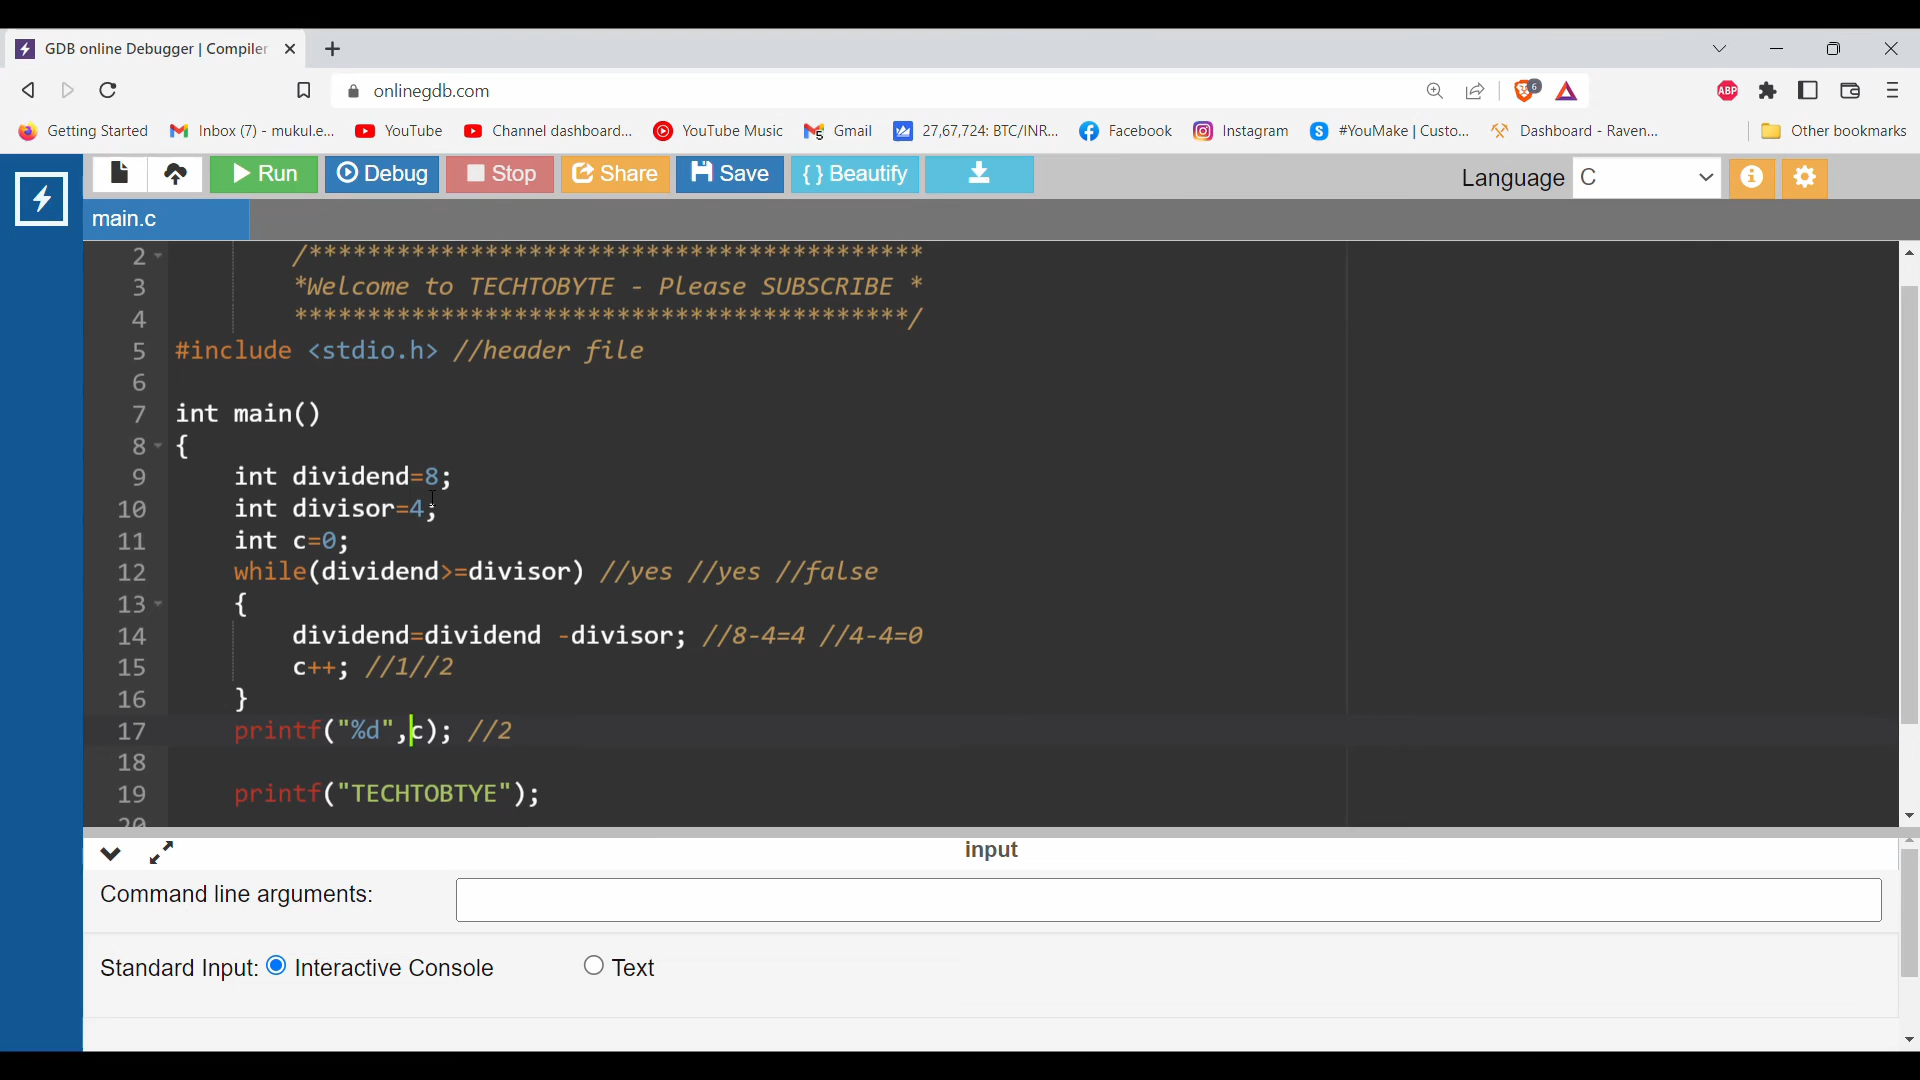 GDB online Debugger | Compiler
onlinegdb.com
6
ABP
Getting Started Inbox (7) - mukul.e... YouTube Channel dashboard... YouTube Music Gmail 27,67,724: BTC/INR... Facebook Instagram #YouMake | Custo... Dashboard - Raven... Other bookmarks
Run Debug Stop Share Save { } Beautify Language C
main.c
2 /******************************************
3 *Welcome to TECHTOBYTE - Please SUBSCRIBE *
4 ******************************************/
5 #include <stdio.h> //header file
6
7 int main()
8 {
9 int dividend=8;
10 int divisor=4;
11 int c=0;
12 while(dividend>=divisor) //yes //yes //false
13 {
14 dividend=dividend -divisor; //8-4=4 //4-4=0
15 c++; //1//2
16 }
17 printf("%d",c); //2
18
19 printf("TECHTOBTYE");
20
input
Command line arguments:
Standard Input: Interactive Console Text